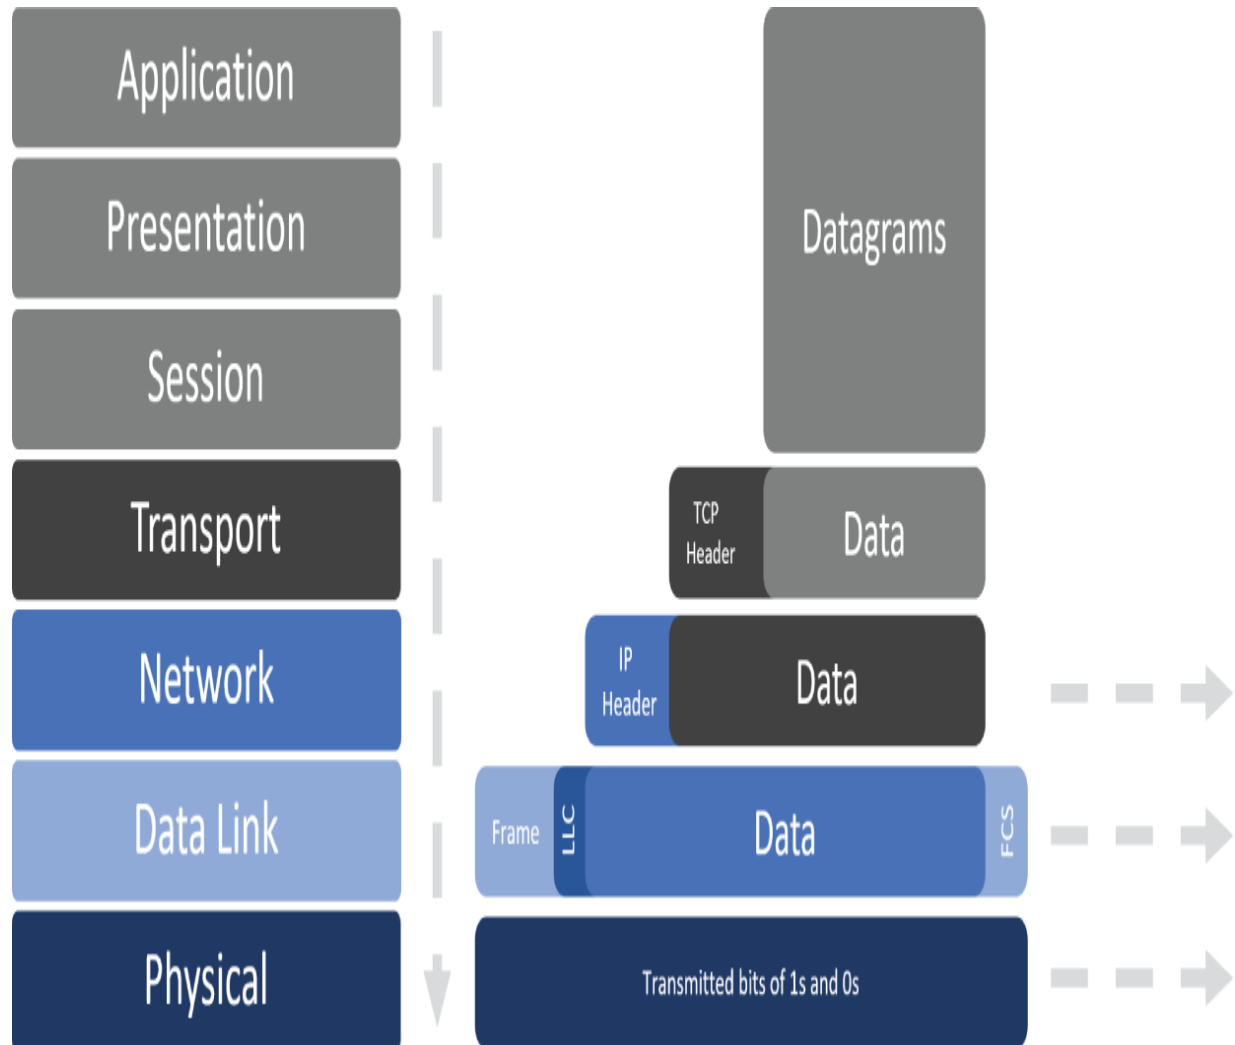 Application
Presentation
Datagrams
Session
Transport
TCP
Header
Data
Network
IP
Header
Data
Data Link
Frame
LLC
Data
FCS
Physical
Transmitted bits of 1s and 0s